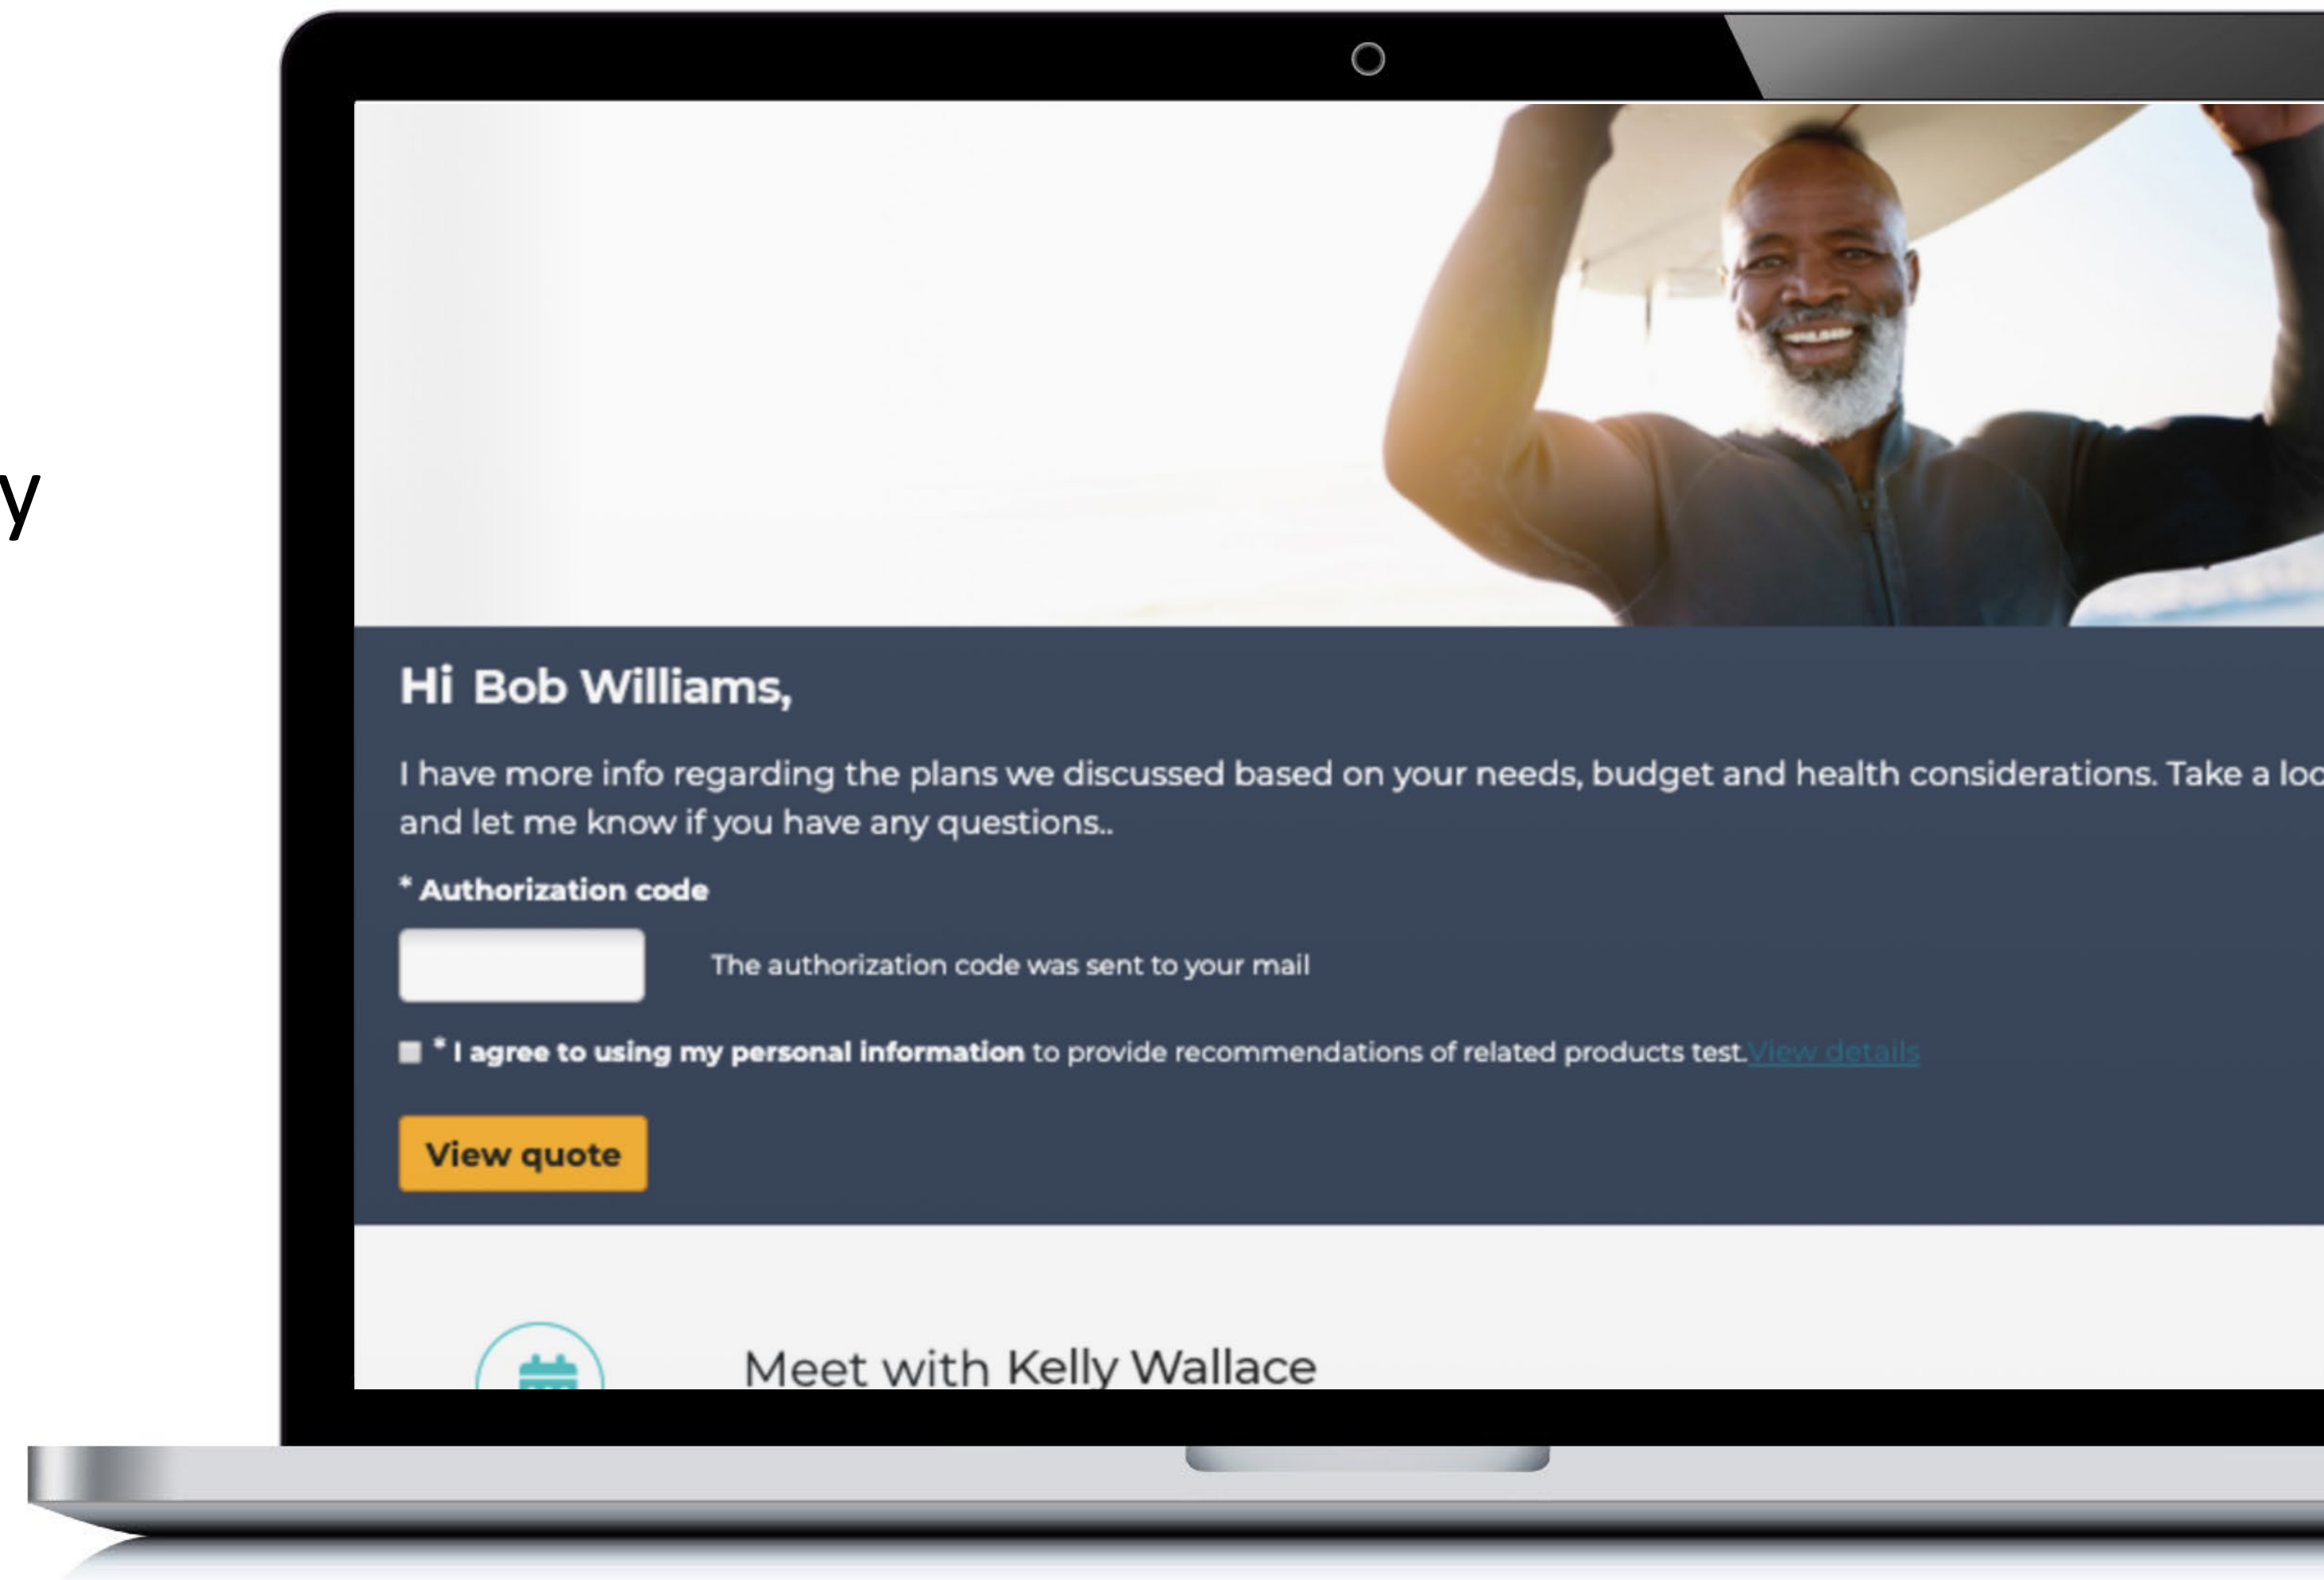 y
Hi Bob Williams,
I have more info regarding the plans we discussed based on your needs, budget and health considerations. Take a
and let me know if you have any questions..
* Authorization code
The authorization code was sent to your mail
* I agree to using my personal information to provide recommendations of related products test.View details
View quote
Meet with Kelly Wallace